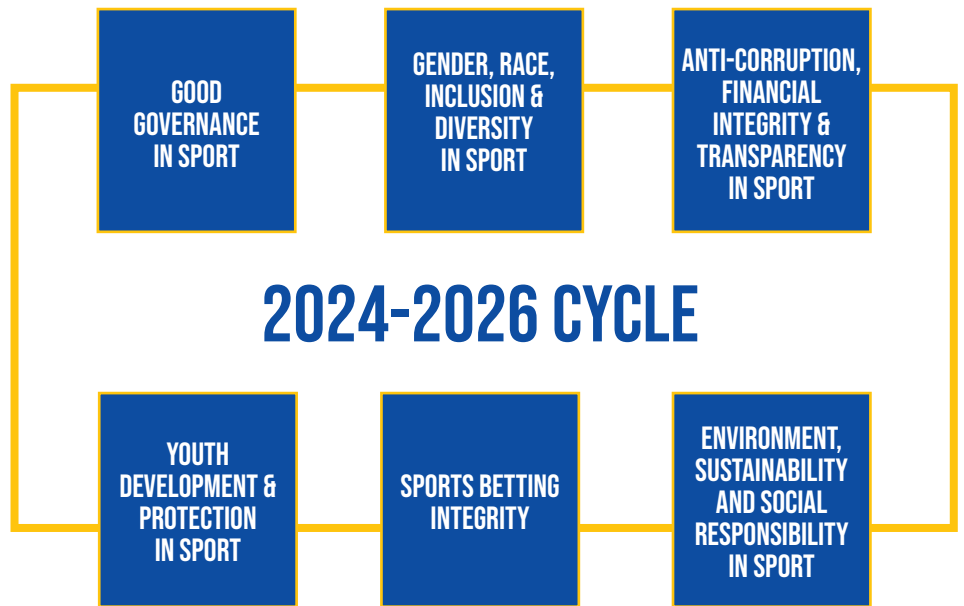 GOOD
GOVERNANCE
IN SPORT
GENDER, RACE,
INCLUSION &
DIVERSITY
IN SPORT
ANTI-CORRUPTION,
FINANCIAL
INTEGRITY &
TRANSPARENCY
IN SPORT
2024-2026 CYCLE
YOUTH
DEVELOPMENT &
PROTECTION
IN SPORT
SPORTS BETTING
INTEGRITY
ENVIRONMENT,
SUSTAINABILITY
AND SOCIAL
RESPONSIBILITY
IN SPORT